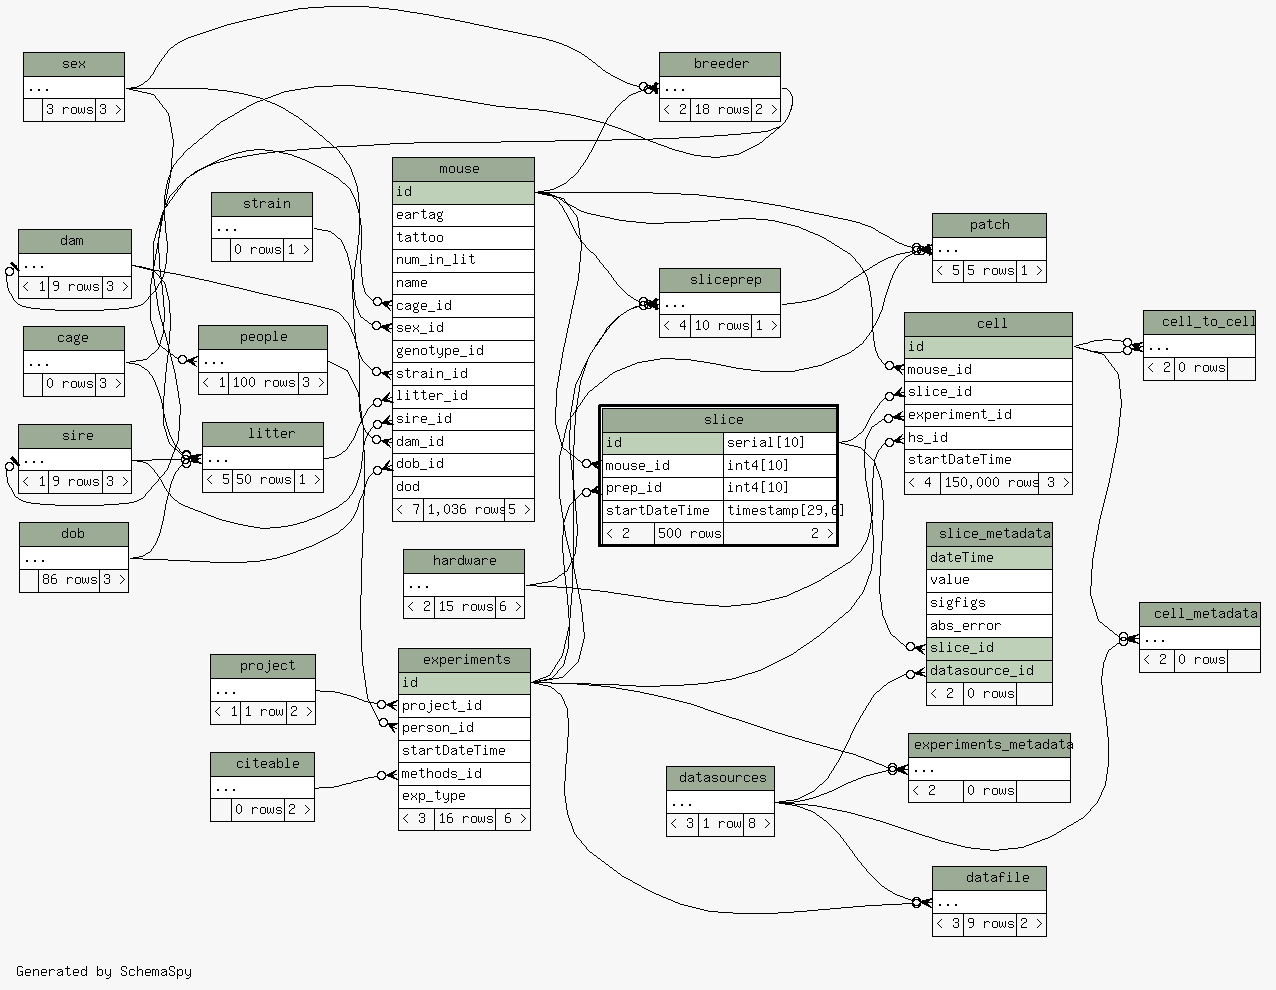 sex
...
3 rows 3 >
breeder
...
< 2 18 rows 2 >
mouse
id
eartag
tattoo
num_in_lit
name
cage_id
sex_id
genotype_id
strain_id
litter_id
sire_id
dam_id
dob_id
dod
< 7 1,036 rows 5 >
strain
...
0 rows 1 >
dam
...
< 1 9 rows 3 >
patch
...
< 5 5 rows 1 >
sliceprep
...
< 4 10 rows 1 >
cage
...
0 rows 3 >
people
...
< 1 100 rows 3 >
cell
id
mouse_id
slice_id
experiment_id
hs_id
startDateTime
< 4 150,000 rows 3 >
cell_to_cell
...
< 2 0 rows
sire
...
< 1 9 rows 3 >
litter
...
< 5 50 rows 1 >
slice
id serial[10]
mouse_id int4[10]
prep_id int4[10]
startDateTime timestamp[29,6]
< 2 500 rows 2 >
dob
...
86 rows 3 >
hardware
...
< 2 15 rows 6 >
slice_metadata
dateTime
value
sigfigs
abs_error
slice_id
datasource_id
< 2 0 rows
cell_metadata
...
< 2 0 rows
project
...
< 1 1 row 2 >
experiments
id
project_id
person_id
startDateTime
methods_id
exp_type
< 3 16 rows 6 >
citeable
...
0 rows 2 >
experiments_metadata
...
< 2 0 rows
datasources
...
< 3 1 row 8 >
datafile
...
< 3 9 rows 2 >
Generated by SchemaSpy